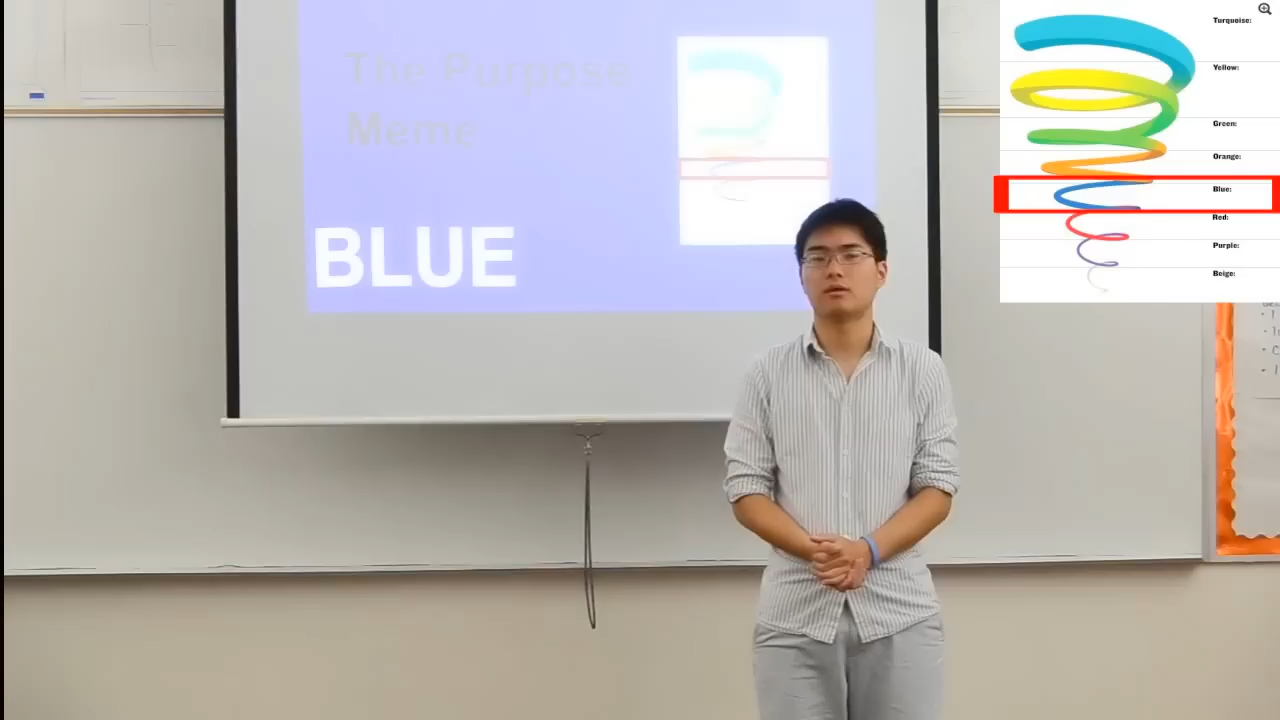 The Purpose
Meme
BLUE
Turquoise:
Yellow:
Green:
Orange:
Blue:
Red:
Purple:
Beige: